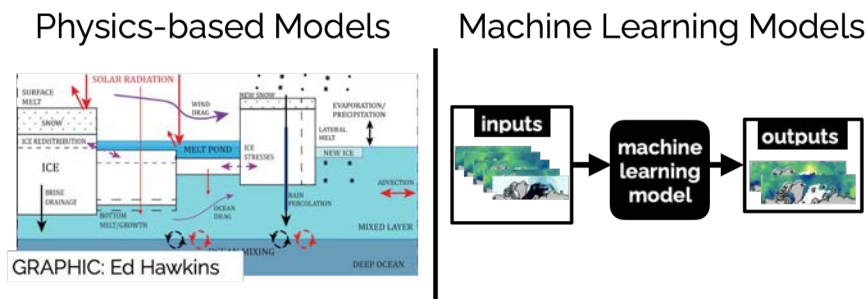 Physics-based Models
Machine Learning Models
SURFACE
MELT
SOLAR RADIATION
WIND
DRAG
NEW SNOW
EVAPORATION/
PRECIPITATION
SNOW
ICE REDISTRIBUTION
MELT POND
ICE
STRESSES
LATERAL
MELT
NEW ICE
ICE
BRINE
DRAINAGE
BOTTOM
MELT/GROWTH
OCEAN
DRAG
RAIN
PERCOLATION
ADVECTION
MIXED LAYER
OCEAN MIXING
DEEP OCEAN
GRAPHIC: Ed Hawkins
inputs
machine
learning
model
outputs